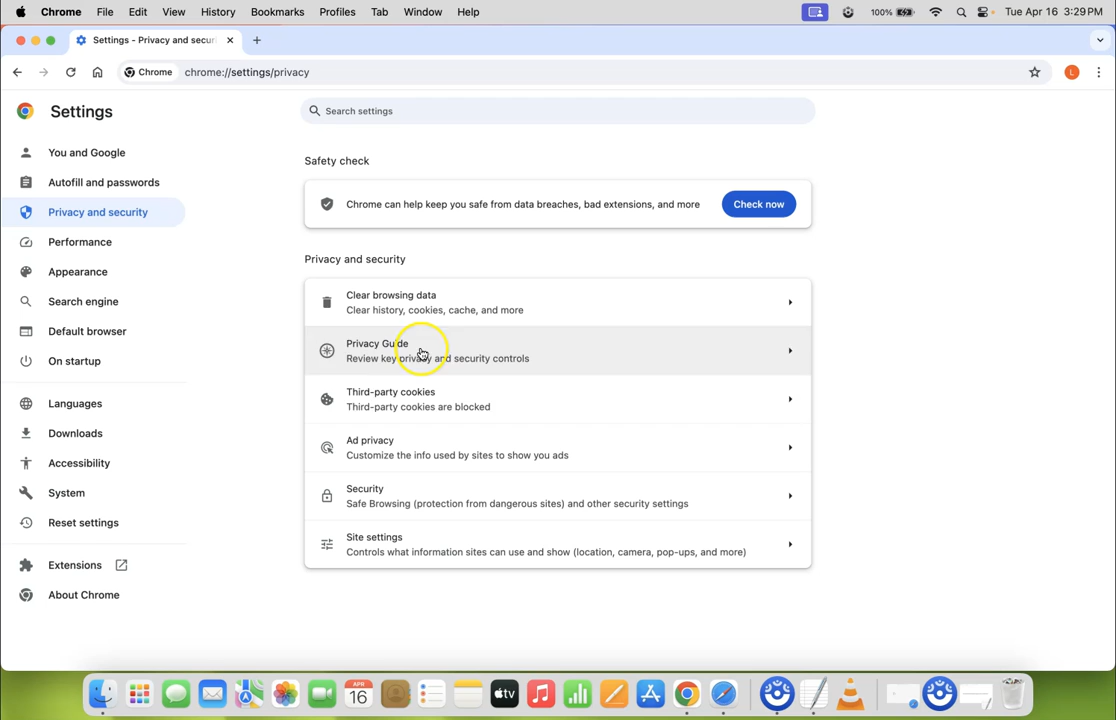 Chrome File Edit View History Bookmarks Profiles Tab Window Help 100% Tue Apr 16 3:29 PM
Settings - Privacy and secur
Chrome chrome://settings/privacy L
Settings
Search settings
You and Google
Autofill and passwords
Privacy and security
Performance
Appearance
Search engine
Default browser
On startup
Languages
Downloads
Accessibility
System
Reset settings
Extensions
About Chrome
Safety check
Chrome can help keep you safe from data breaches, bad extensions, and more Check now
Privacy and security
Clear browsing data
Clear history, cookies, cache, and more
Privacy Guide
Review key privacy and security controls
Third-party cookies
Third-party cookies are blocked
Ad privacy
Customize the info used by sites to show you ads
Security
Safe Browsing (protection from dangerous sites) and other security settings
Site settings
Controls what information sites can use and show (location, camera, pop-ups, and more)
APR
16
tv